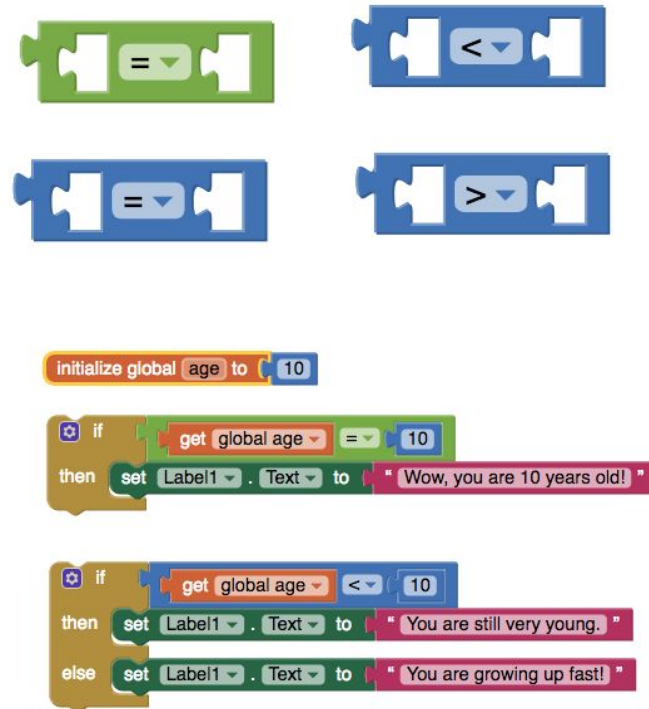 = <
= >
initialize global age to 10
if get global age = 10
then set Label1 . Text to " Wow, you are 10 years old! "
if get global age < 10
then set Label1 . Text to " You are still very young. "
else set Label1 . Text to " You are growing up fast! "